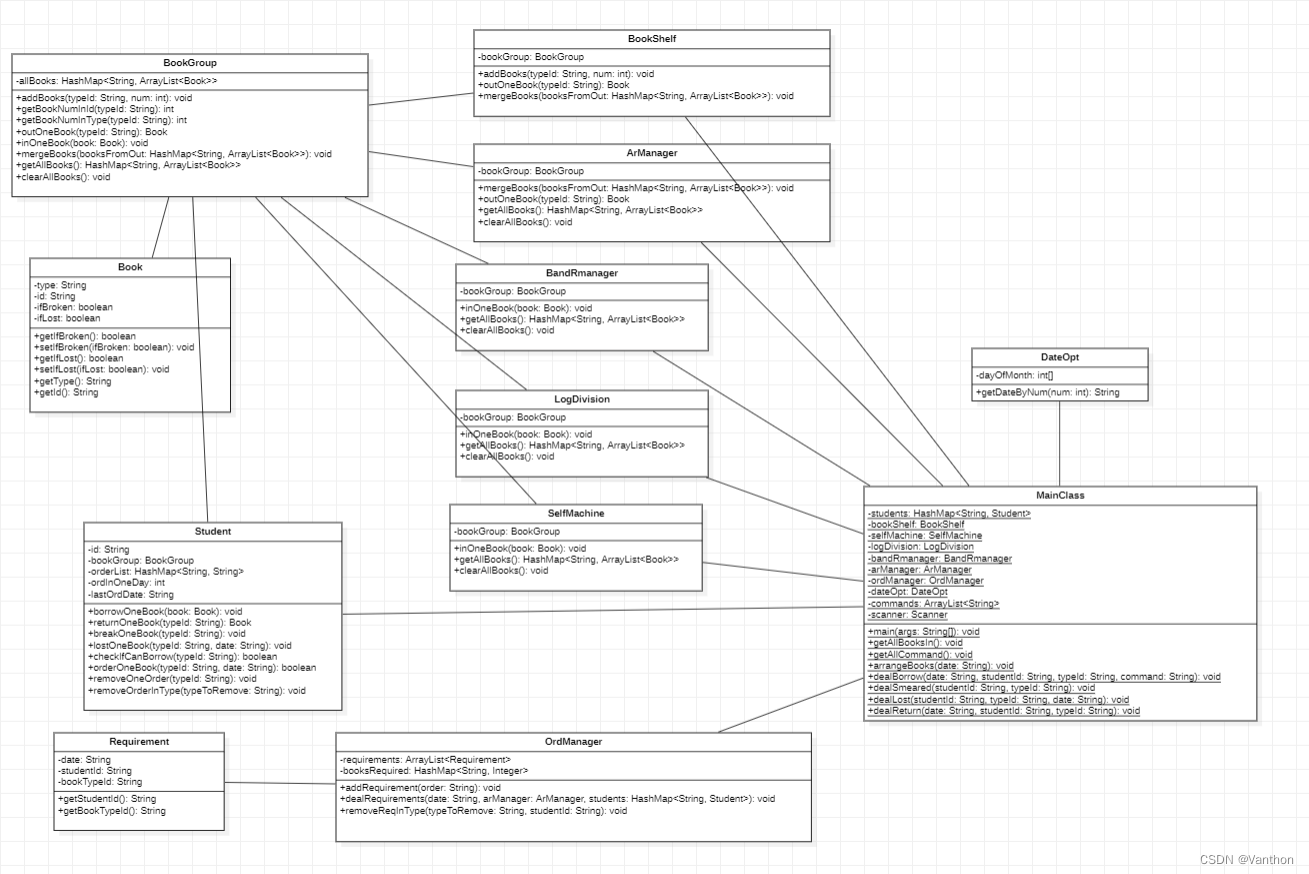 BookGroup
-allBooks: HashMap<String, ArrayList<Book>>
+addBooks(typeId: String, num: int): void
+getBookNumInId(typeId: String): int
+getBookNumInType(typeId: String): int
+outOneBook(typeId: String): Book
+inOneBook(book: Book): void
+mergeBooks(booksFromOut: HashMap<String, ArrayList<Book>>): void
+getAllBooks(): HashMap<String, ArrayList<Book>>
+clearAllBooks(): void
BookShelf
-bookGroup: BookGroup
+addBooks(typeId: String, num: int): void
+outOneBook(typeId: String): Book
+mergeBooks(booksFromOut: HashMap<String, ArrayList<Book>>): void
ArManager
-bookGroup: BookGroup
+mergeBooks(booksFromOut: HashMap<String, ArrayList<Book>>): void
+outOneBook(typeId: String): Book
+getAllBooks(): HashMap<String, ArrayList<Book>>
+clearAllBooks(): void
Book
-type: String
-id: String
-ifBroken: boolean
-ifLost: boolean
+getIfBroken(): boolean
+setIfBroken(ifBroken: boolean): void
+getIfLost(): boolean
+setIfLost(ifLost: boolean): void
+getType(): String
+getId(): String
BandRmanager
-bookGroup: BookGroup
+inOneBook(book: Book): void
+getAllBooks(): HashMap<String, ArrayList<Book>>
+clearAllBooks(): void
DateOpt
-dayOfMonth: int[]
+getDateByNum(num: int): String
LogDivision
-bookGroup: BookGroup
+inOneBook(book: Book): void
+getAllBooks(): HashMap<String, ArrayList<Book>>
+clearAllBooks(): void
SelfMachine
-bookGroup: BookGroup
+inOneBook(book: Book): void
+getAllBooks(): HashMap<String, ArrayList<Book>>
+clearAllBooks(): void
MainClass
-students: HashMap<String, Student>
-bookShelf: BookShelf
-selfMachine: SelfMachine
-logDivision: LogDivision
-bandRmanager: BandRmanager
-arManager: ArManager
-ordManager: OrdManager
-dateOpt: DateOpt
-commands: ArrayList<String>
-scanner: Scanner
+main(args: String[]): void
+getAllBooksIn(): void
+getAllCommand(): void
+arrangeBooks(date: String): void
+dealBorrow(date: String, studentId: String, typeId: String, command: String): void
+dealSmeared(studentId: String, typeId: String): void
+dealLost(studentId: String, typeId: String, date: String): void
+dealReturn(date: String, studentId: String, typeId: String): void
Student
-id: String
-bookGroup: BookGroup
-orderList: HashMap<String, String>
-ordInOneDay: int
-lastOrdDate: String
+borrowOneBook(book: Book): void
+returnOneBook(typeId: String): Book
+breakOneBook(typeId: String): void
+lostOneBook(typeId: String, date: String): void
+checkIfCanBorrow(typeId: String): boolean
+orderOneBook(typeId: String, date: String): boolean
+removeOneOrder(typeId: String): void
+removeOrderInType(typeToRemove: String): void
Requirement
-date: String
-studentId: String
-bookTypeId: String
+getStudentId(): String
+getBookTypeId(): String
OrdManager
-requirements: ArrayList<Requirement>
-booksRequired: HashMap<String, Integer>
+addRequirement(order: String): void
+dealRequirements(date: String, arManager: ArManager, students: HashMap<String, Student>): void
+removeReqInType(typeToRemove: String, studentId: String): void
CSDN @Vanthon